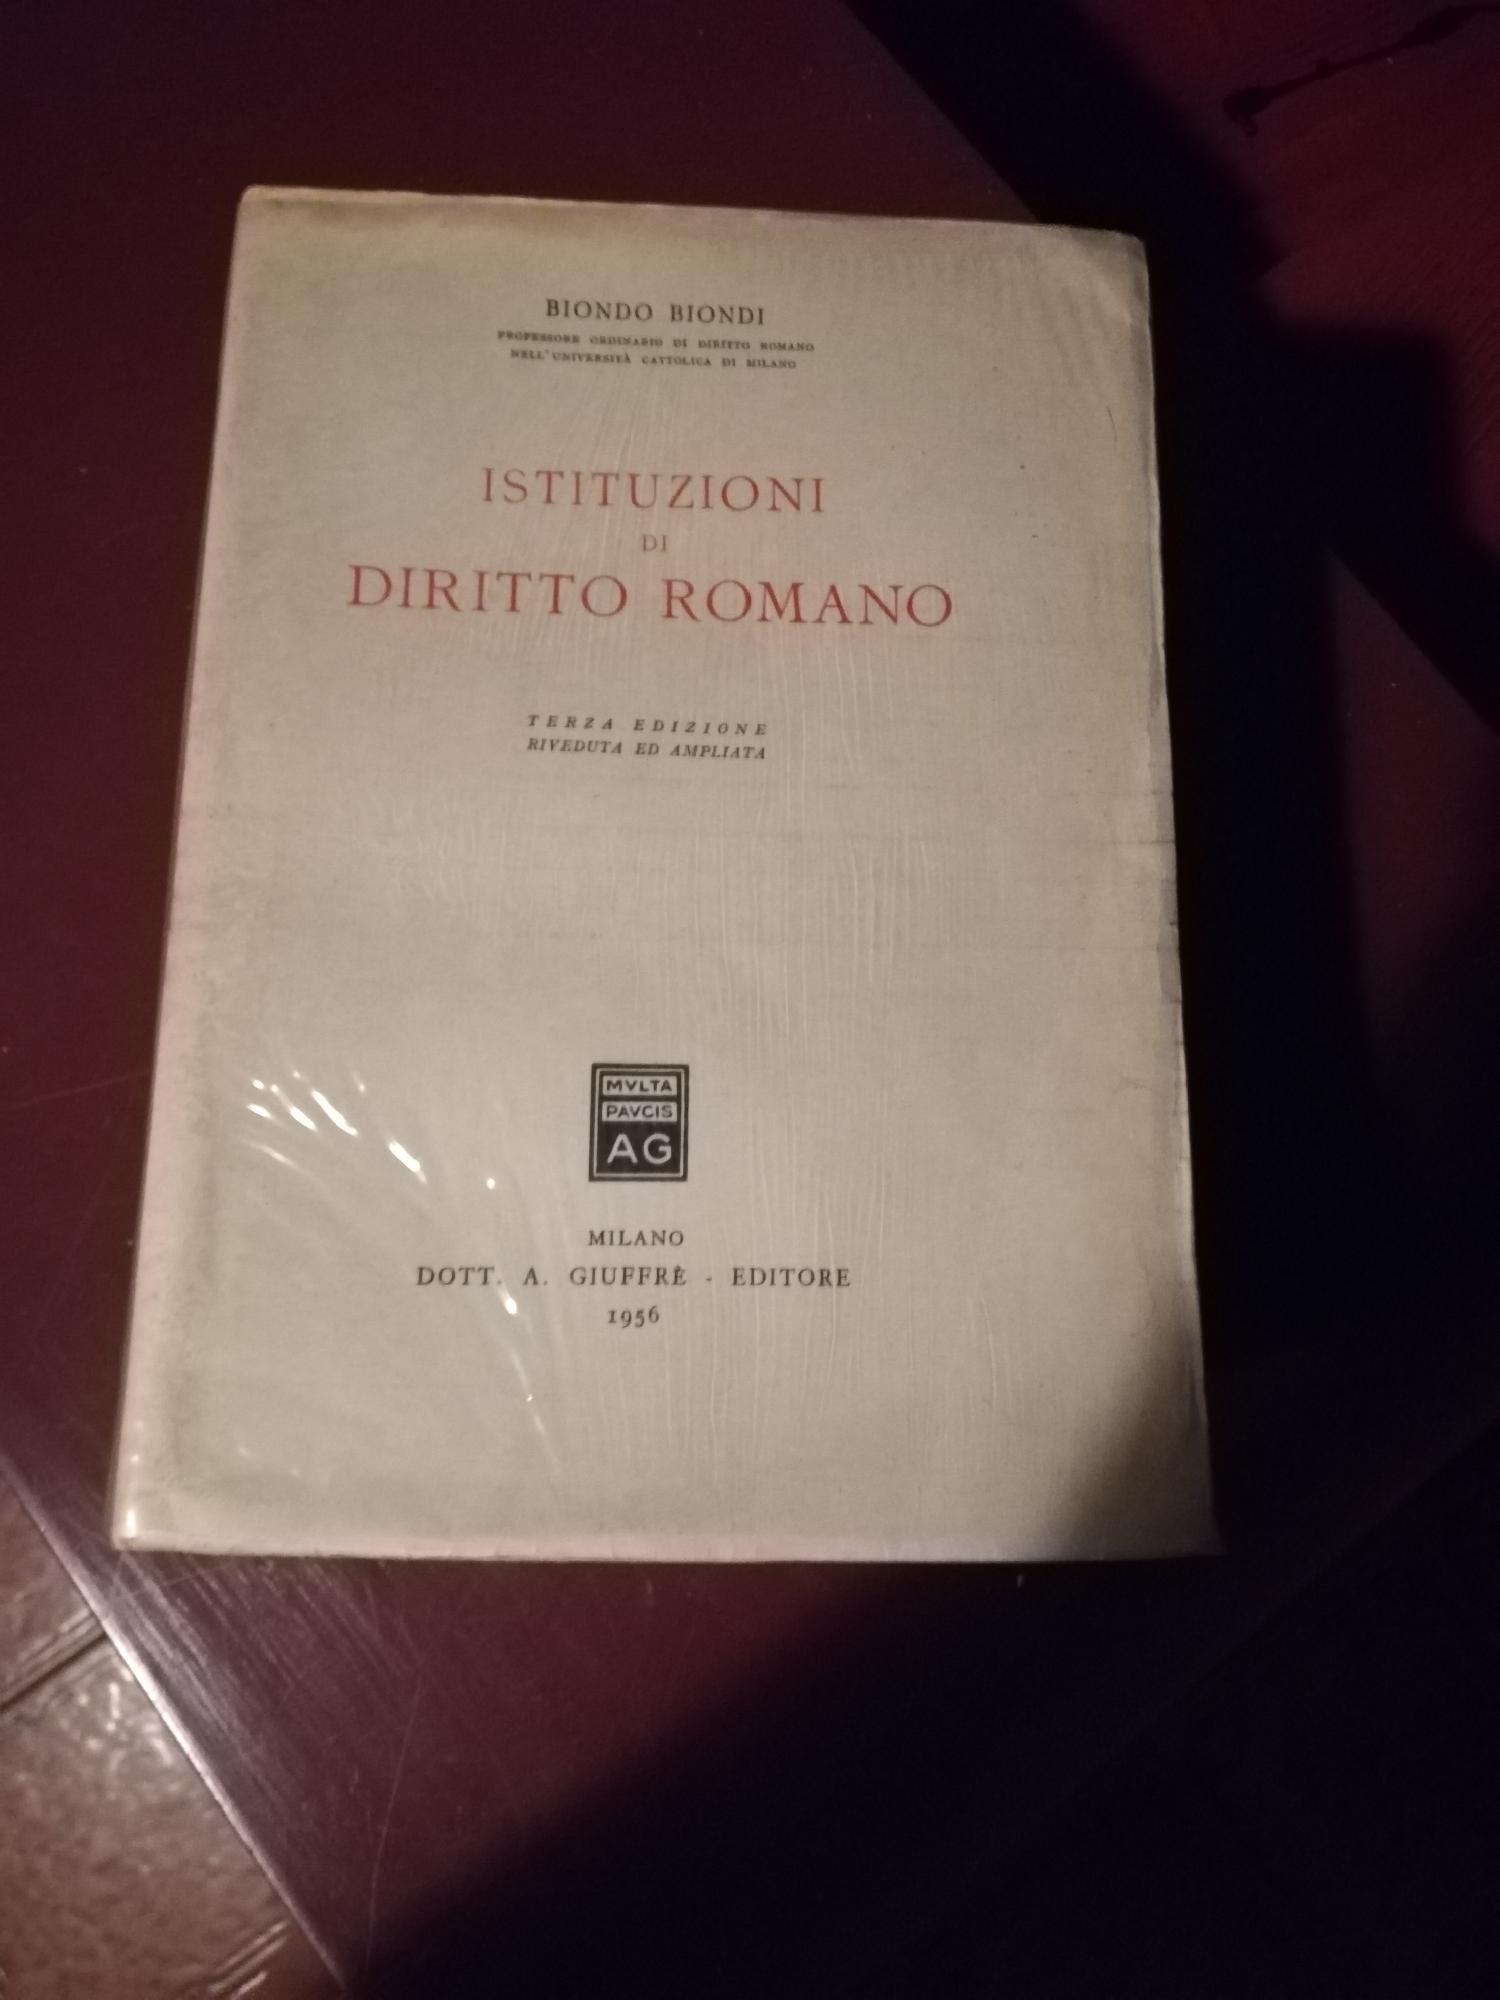 BIONDO BIONDI
PROFESSORE ORDINARIO DI DIRITTO ROMANO
NELL'UNIVERSITÀ CATTOLICA DI MILANO
ISTITUZIONI
DI
DIRITTO ROMANO
TERZA EDIZIONE
RIVEDUTA ED AMPLIATA
MVLTA
PAVCIS
AG
MILANO
DOTT. A. GIUFFRÈ - EDITORE
1956